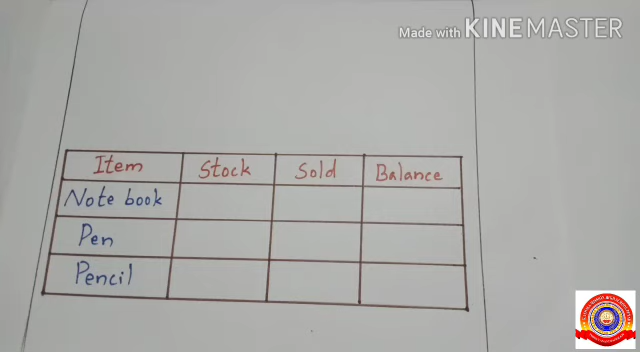 Made with KINEMASTER
Item Stock Sold Balance
Note book
Pen
Pencil